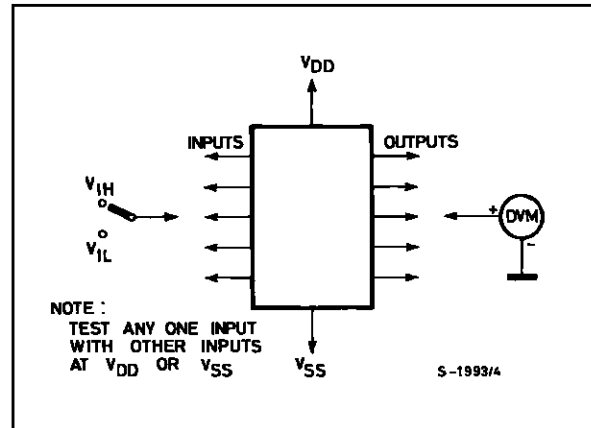 VDD
INPUTS
OUTPUTS
VIH
VIL
+
DVM
-
NOTE :
TEST ANY ONE INPUT
WITH OTHER INPUTS
AT VDD OR VSS
VSS
S-1993/4